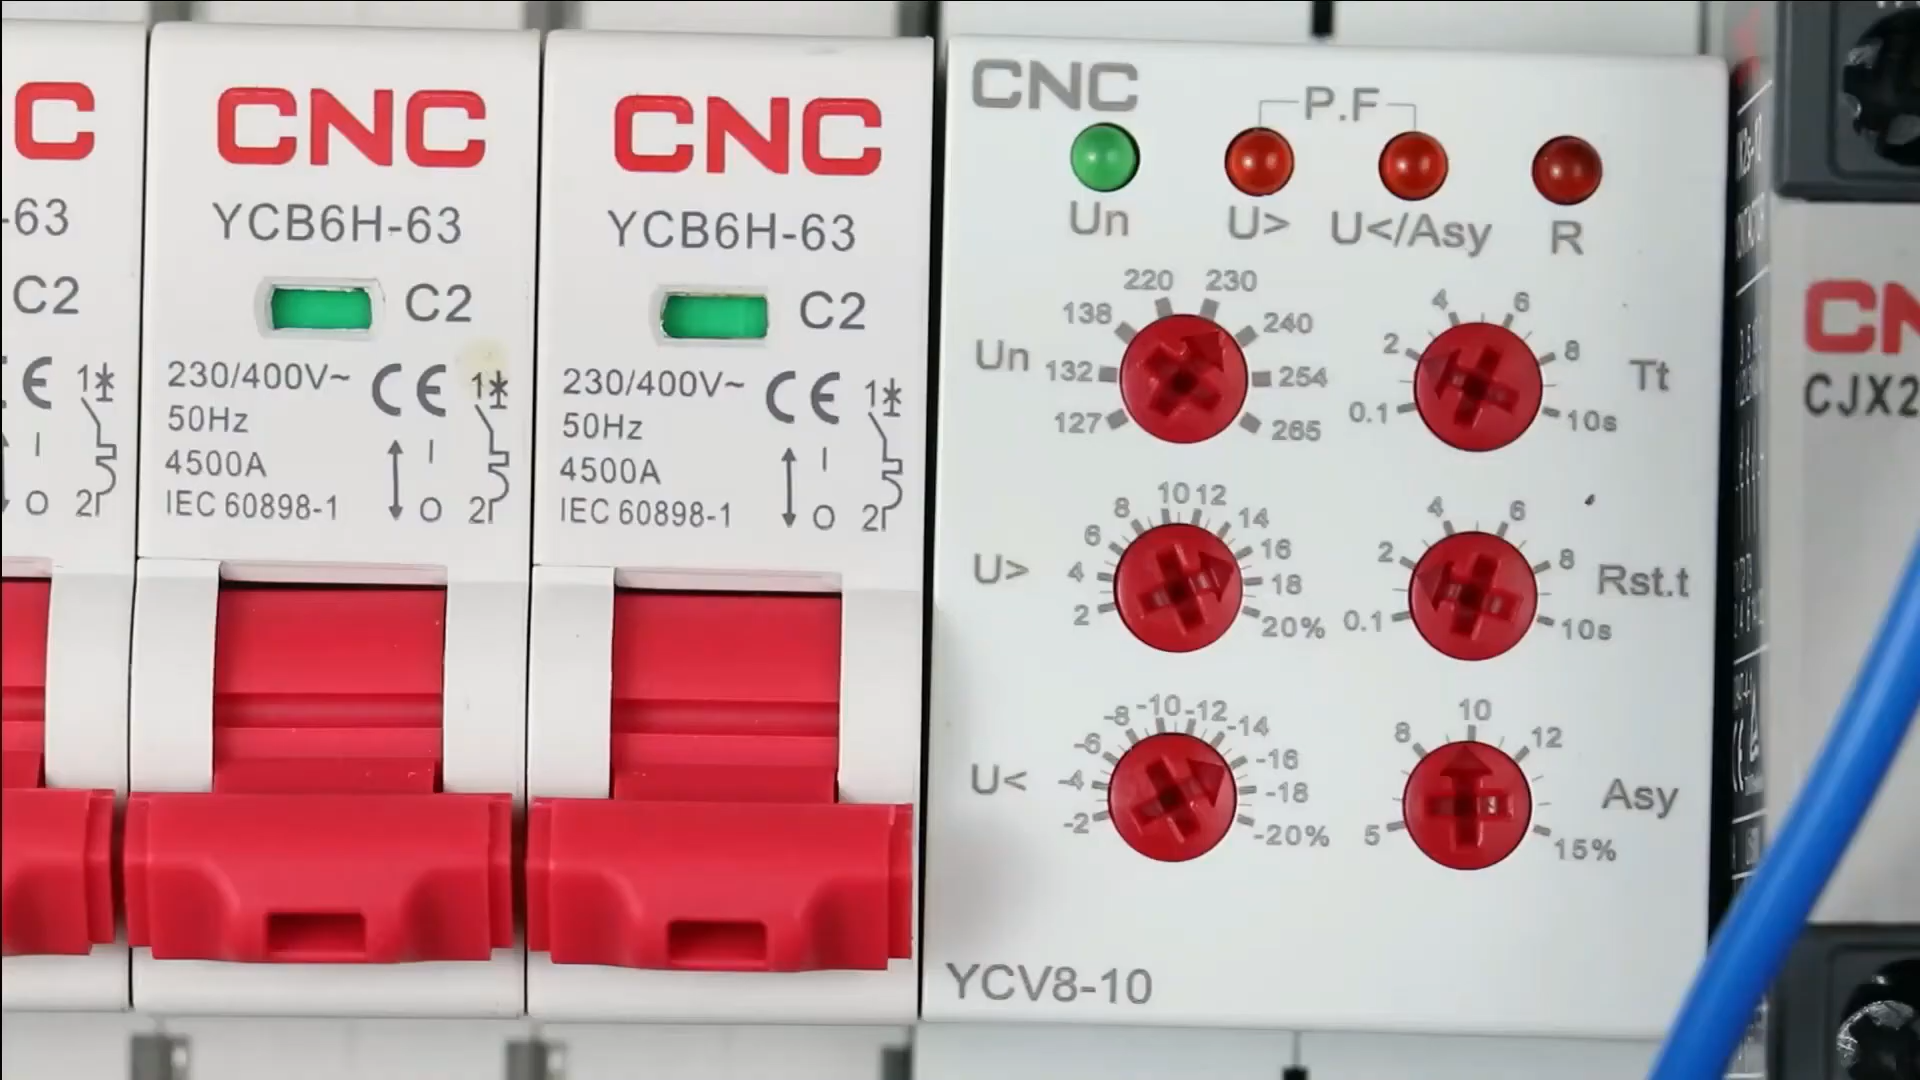 C
-63
C2
CE 1
I
O 2
CNC
YCB6H-63
C2
230/400V~ CE 1
50Hz
I
4500A
O 2
IEC 60898-1
CNC
YCB6H-63
C2
230/400V~ CE 1
50Hz
I
4500A
O 2
IEC 60898-1
CNC
P.F
Un U> U</Asy R
Un
127 132 138 220 230 240 254 265
Tt
0.1 2 4 6 8 10s
U>
2 4 6 8 10 12 14 16 18 20%
Rst.t
0.1 2 4 6 8 10s
U<
-2 -4 -6 -8 -10 -12 -14 -16 -18 -20%
Asy
5 8 10 12 15%
YCV8-10
CN
CJX2